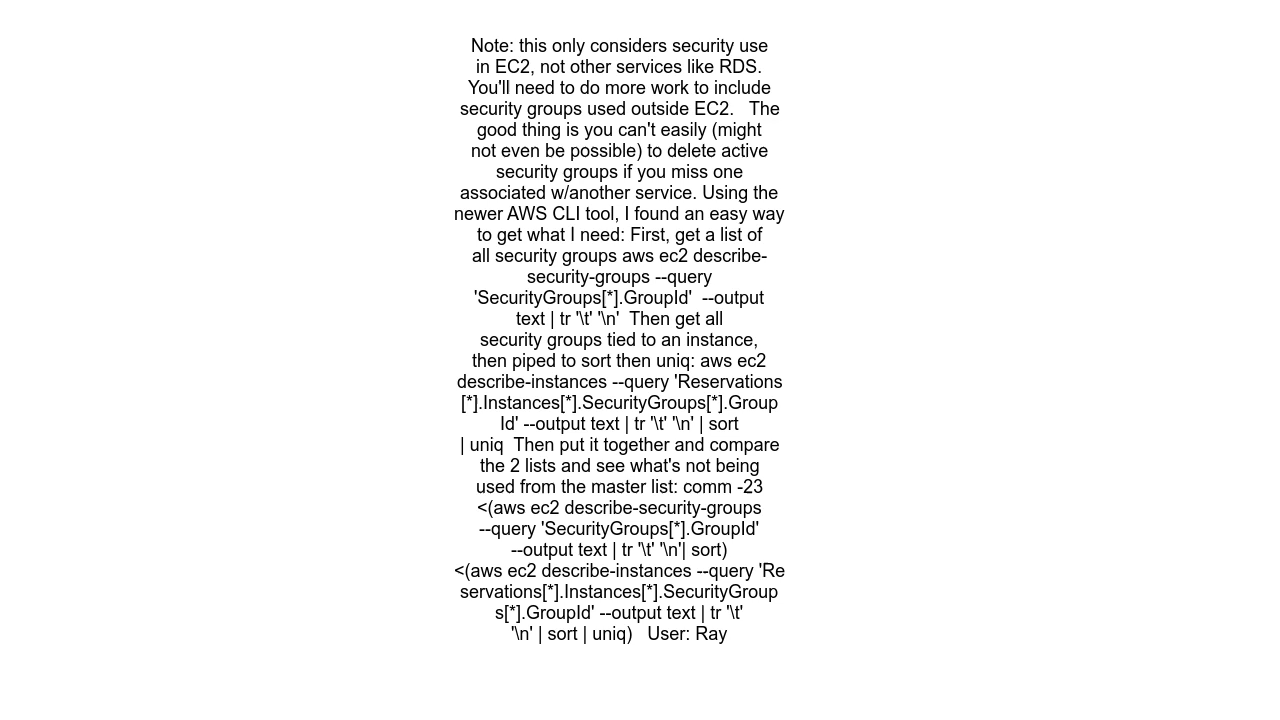 Note: this only considers security use
in EC2, not other services like RDS.
You'll need to do more work to include
security groups used outside EC2.   The
good thing is you can't easily (might
not even be possible) to delete active
security groups if you miss one
associated w/another service. Using the
newer AWS CLI tool, I found an easy way
to get what I need: First, get a list of
all security groups aws ec2 describe-
security-groups --query
'SecurityGroups[*].GroupId'  --output
text | tr '\t' '\n'  Then get all
security groups tied to an instance,
then piped to sort then uniq: aws ec2
describe-instances --query 'Reservations
[*].Instances[*].SecurityGroups[*].Group
Id' --output text | tr '\t' '\n' | sort
| uniq  Then put it together and compare
the 2 lists and see what's not being
used from the master list: comm -23
<(aws ec2 describe-security-groups
--query 'SecurityGroups[*].GroupId'
--output text | tr '\t' '\n'| sort)
<(aws ec2 describe-instances --query 'Re
servations[*].Instances[*].SecurityGroup
s[*].GroupId' --output text | tr '\t'
'\n' | sort | uniq)   User: Ray